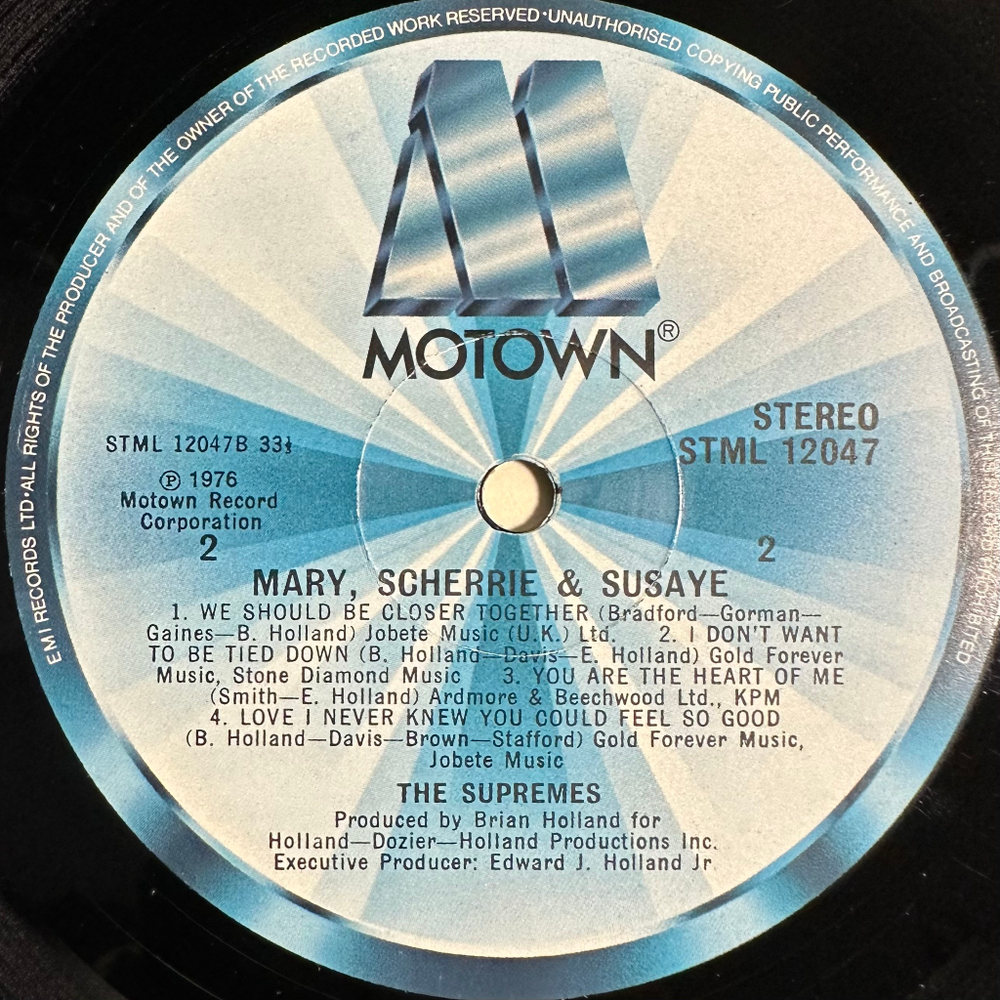 EMI RECORDS LTD·ALL RIGHTS OF THE PRODUCER AND OF THE OWNER OF THE RECORDED WORK RESERVED·UNAUTHORISED COPYING PUBLIC PERFORMANCE AND BROADCASTING OF THIS RECORD PROHIBITED
MOTOWN®
STEREO
STML 12047
STML 12047B 33⅓
℗ 1976
Motown Record
Corporation
2
2
MARY, SCHERRIE & SUSAYE
1. WE SHOULD BE CLOSER TOGETHER (Bradford—Gorman—
Gaines—B. Holland) Jobete Music (U.K.) Ltd. 2. I DON'T WANT
TO BE TIED DOWN (B. Holland—Davis—E. Holland) Gold Forever
Music, Stone Diamond Music 3. YOU ARE THE HEART OF ME
(Smith—E. Holland) Ardmore & Beechwood Ltd., KPM
4. LOVE I NEVER KNEW YOU COULD FEEL SO GOOD
(B. Holland—Davis—Brown—Stafford) Gold Forever Music,
Jobete Music
THE SUPREMES
Produced by Brian Holland for
Holland—Dozier—Holland Productions Inc.
Executive Producer: Edward J. Holland Jr.